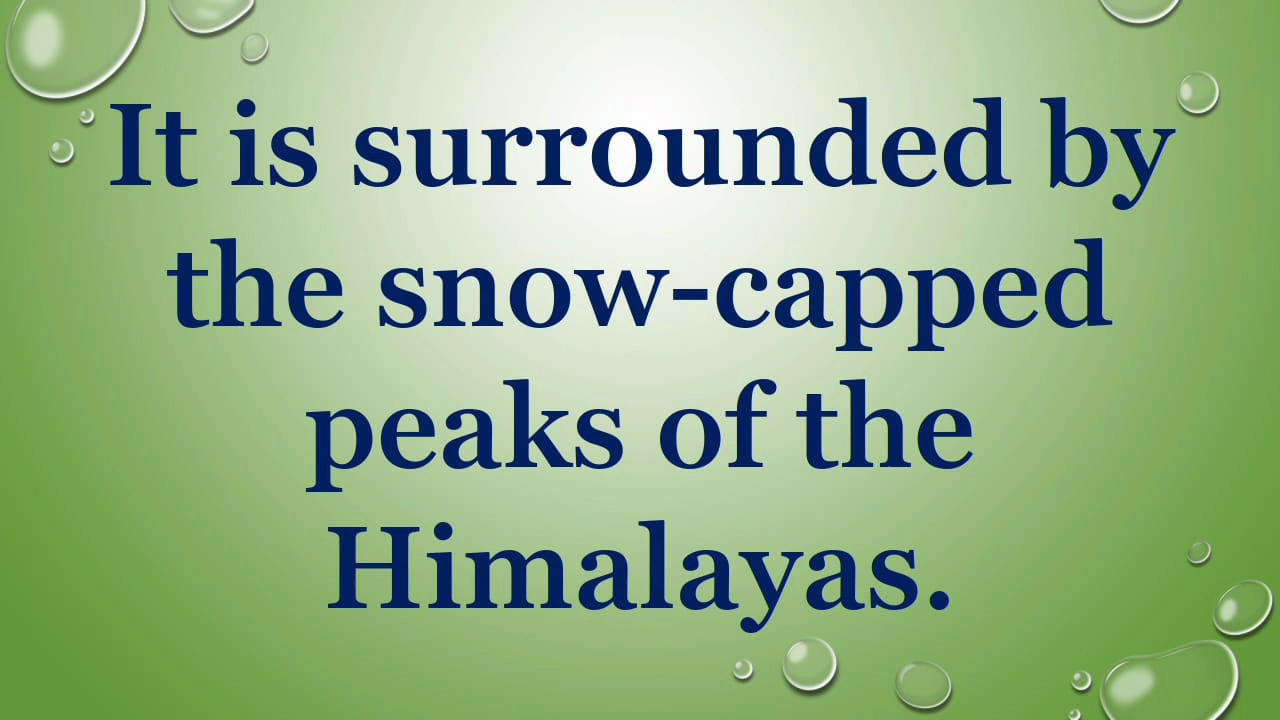 It is surrounded by
the snow-capped
peaks of the
Himalayas.